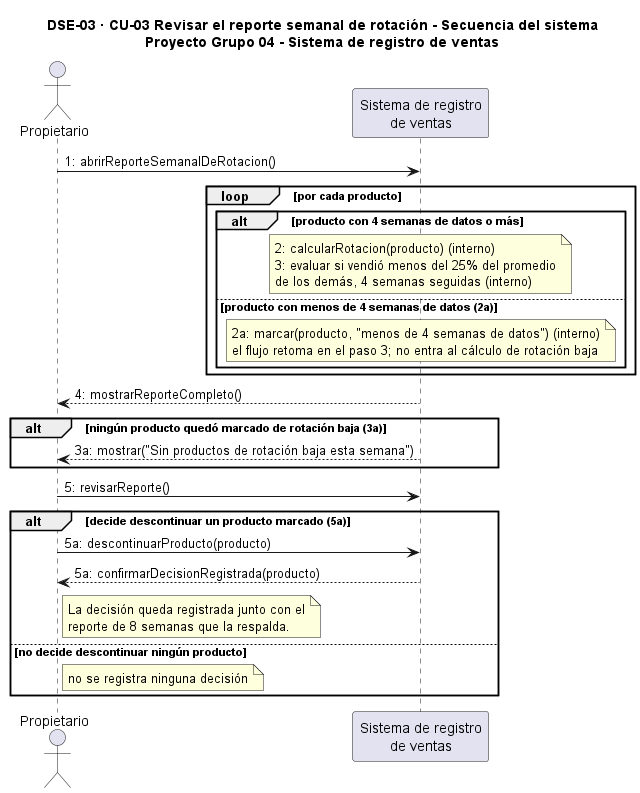 DSE-03 · CU-03 Revisar el reporte semanal de rotación - Secuencia del sistema
Proyecto Grupo 04 - Sistema de registro de ventas
Propietario
Sistema de registro
de ventas
1: abrirReporteSemanalDeRotacion()
loop [por cada producto]
alt [producto con 4 semanas de datos o más]
2: calcularRotacion(producto) (interno)
3: evaluar si vendió menos del 25% del promedio
de los demás, 4 semanas seguidas (interno)
[producto con menos de 4 semanas de datos (2a)]
2a: marcar(producto, "menos de 4 semanas de datos") (interno)
el flujo retoma en el paso 3; no entra al cálculo de rotación baja
4: mostrarReporteCompleto()
alt [ningún producto quedó marcado de rotación baja (3a)]
3a: mostrar("Sin productos de rotación baja esta semana")
5: revisarReporte()
alt [decide descontinuar un producto marcado (5a)]
5a: descontinuarProducto(producto)
5a: confirmarDecisionRegistrada(producto)
La decisión queda registrada junto con el
reporte de 8 semanas que la respalda.
[no decide descontinuar ningún producto]
no se registra ninguna decisión
Propietario
Sistema de registro
de ventas